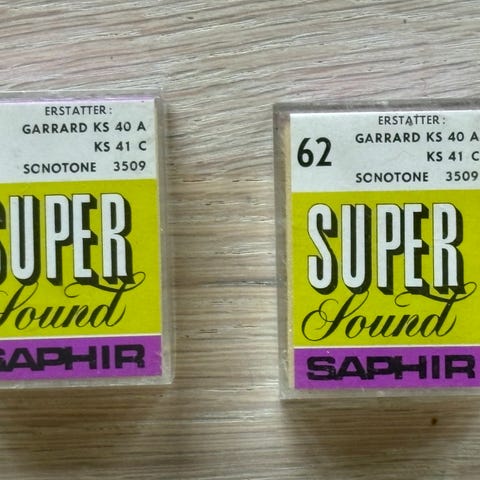 ERSTATTER:
GARRARD KS 40 A
KS 41 C
SONOTONE 3509
SUPER
Sound
SAPHIR
62
ERSTATTER:
GARRARD KS 40 A
KS 41 C
SONOTONE 3509
SUPER
Sound
SAPHIR